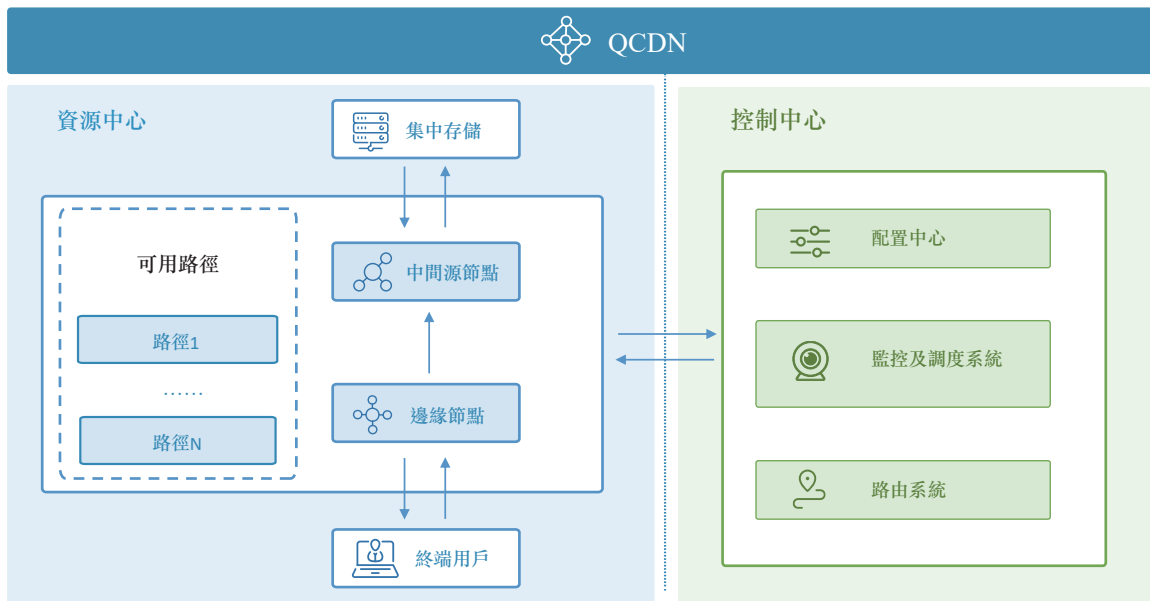 QCDN
資源中心
集中存儲
可用路徑
路徑1
......
路徑N
中間源節點
邊緣節點
終端用戶
控制中心
配置中心
監控及調度系統
路由系統